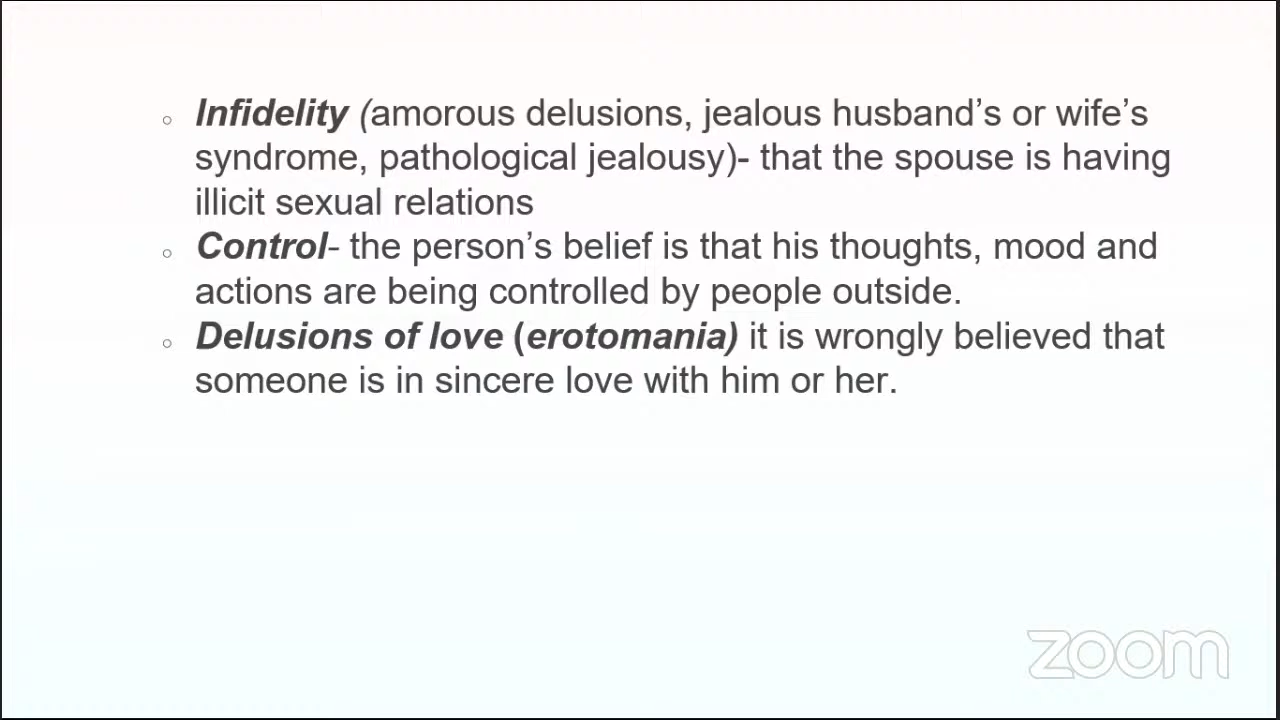 ○ Infidelity (amorous delusions, jealous husband’s or wife’s
syndrome, pathological jealousy)- that the spouse is having
illicit sexual relations
○ Control- the person’s belief is that his thoughts, mood and
actions are being controlled by people outside.
○ Delusions of love (erotomania) it is wrongly believed that
someone is in sincere love with him or her.
zoom